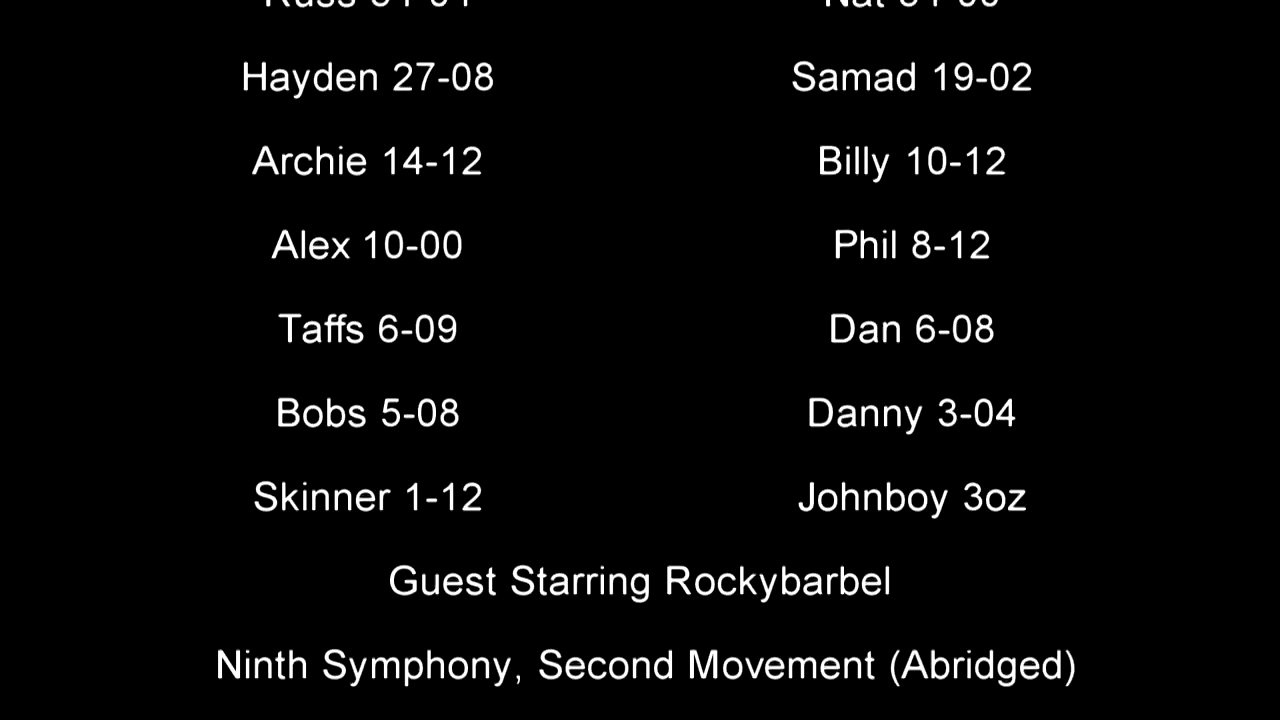 Hayden 27-08 Samad 19-02
Archie 14-12 Billy 10-12
Alex 10-00 Phil 8-12
Taffs 6-09 Dan 6-08
Bobs 5-08 Danny 3-04
Skinner 1-12 Johnboy 3oz
Guest Starring Rockybarbel
Ninth Symphony, Second Movement (Abridged)